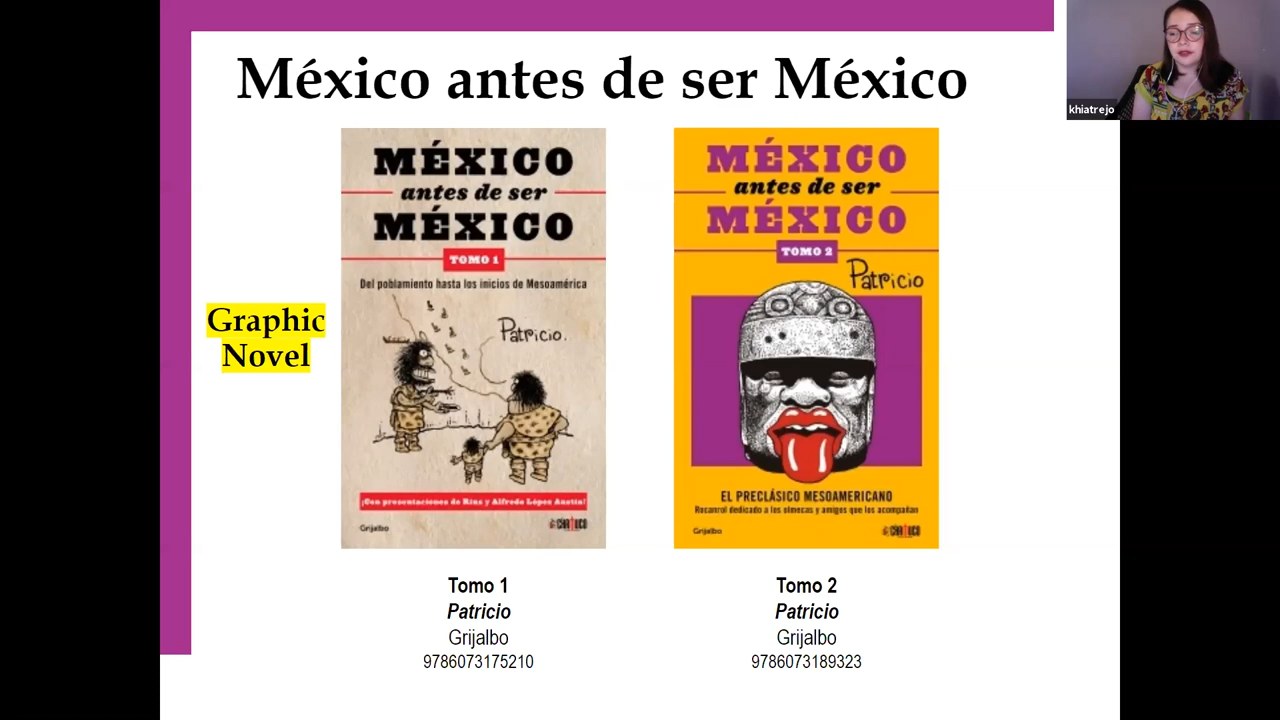 México antes de ser México
khiatrejo
MÉXICO
antes de ser
MÉXICO
TOMO 1
Del poblamiento hasta los inicios de Mesoamérica
Patricio.
¡Con presentaciones de Rius y Alfredo López Austin!
Grijalbo
MÉXICO
antes de ser
MÉXICO
TOMO 2
Patricio
EL PRECLÁSICO MESOAMERICANO
Rocanrol dedicado a los olmecas y amigos que los acompañan
Grijalbo
Graphic
Novel
Tomo 1
Patricio
Grijalbo
9786073175210
Tomo 2
Patricio
Grijalbo
9786073189323